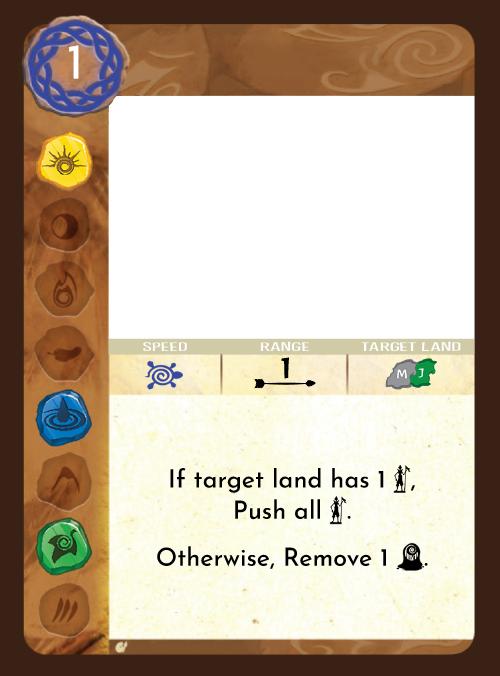 1
SPEED RANGE TARGET LAND
1 M J
If target land has 1 ,
Push all .
Otherwise, Remove 1 .